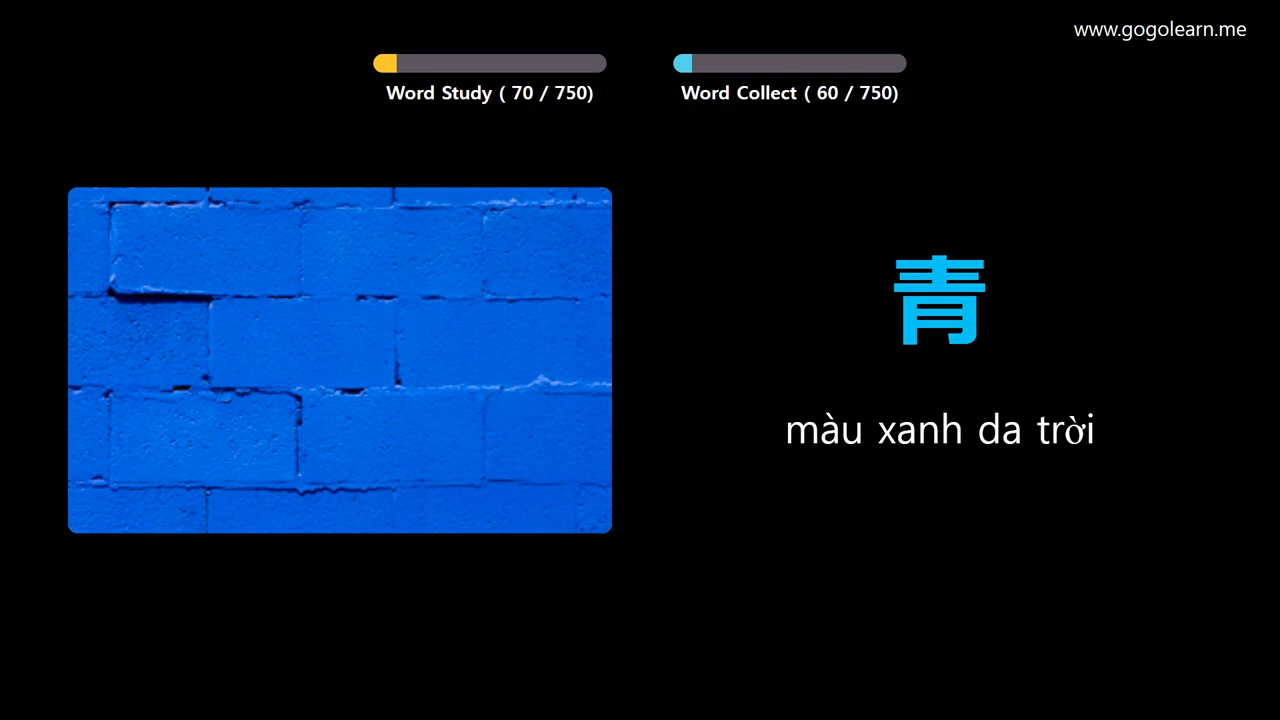 www.gogolearn.me
Word Study ( 70 / 750)
Word Collect ( 60 / 750)
青
màu xanh da trời